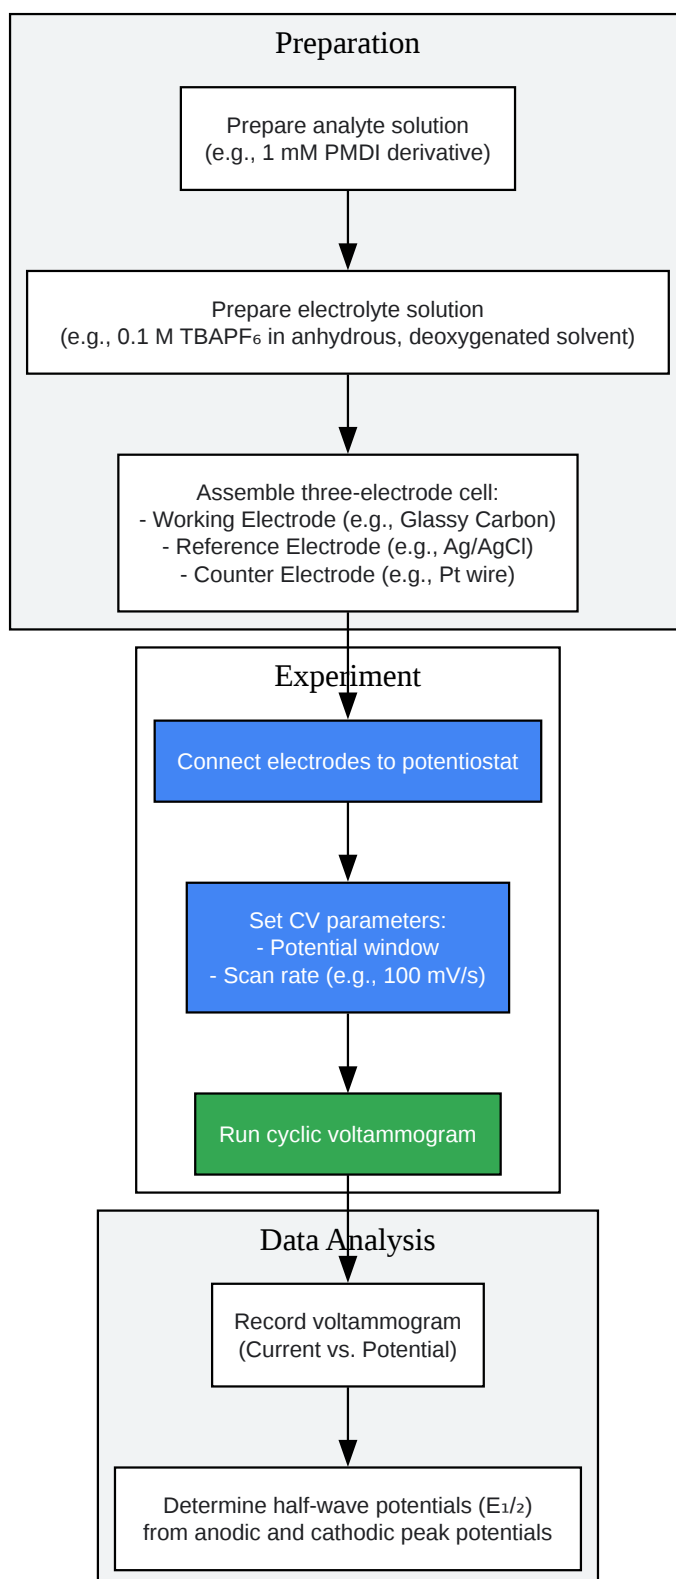 Preparation
Prepare analyte solution
(e.g., 1 mM PMDI derivative)
Prepare electrolyte solution
(e.g., 0.1 M TBAPF₆ in anhydrous, deoxygenated solvent)
Assemble three-electrode cell:
- Working Electrode (e.g., Glassy Carbon)
- Reference Electrode (e.g., Ag/AgCl)
- Counter Electrode (e.g., Pt wire)
Experiment
Connect electrodes to potentiostat
Set CV parameters:
- Potential window
- Scan rate (e.g., 100 mV/s)
Run cyclic voltammogram
Data Analysis
Record voltammogram
(Current vs. Potential)
Determine half-wave potentials (E₁/₂)
from anodic and cathodic peak potentials